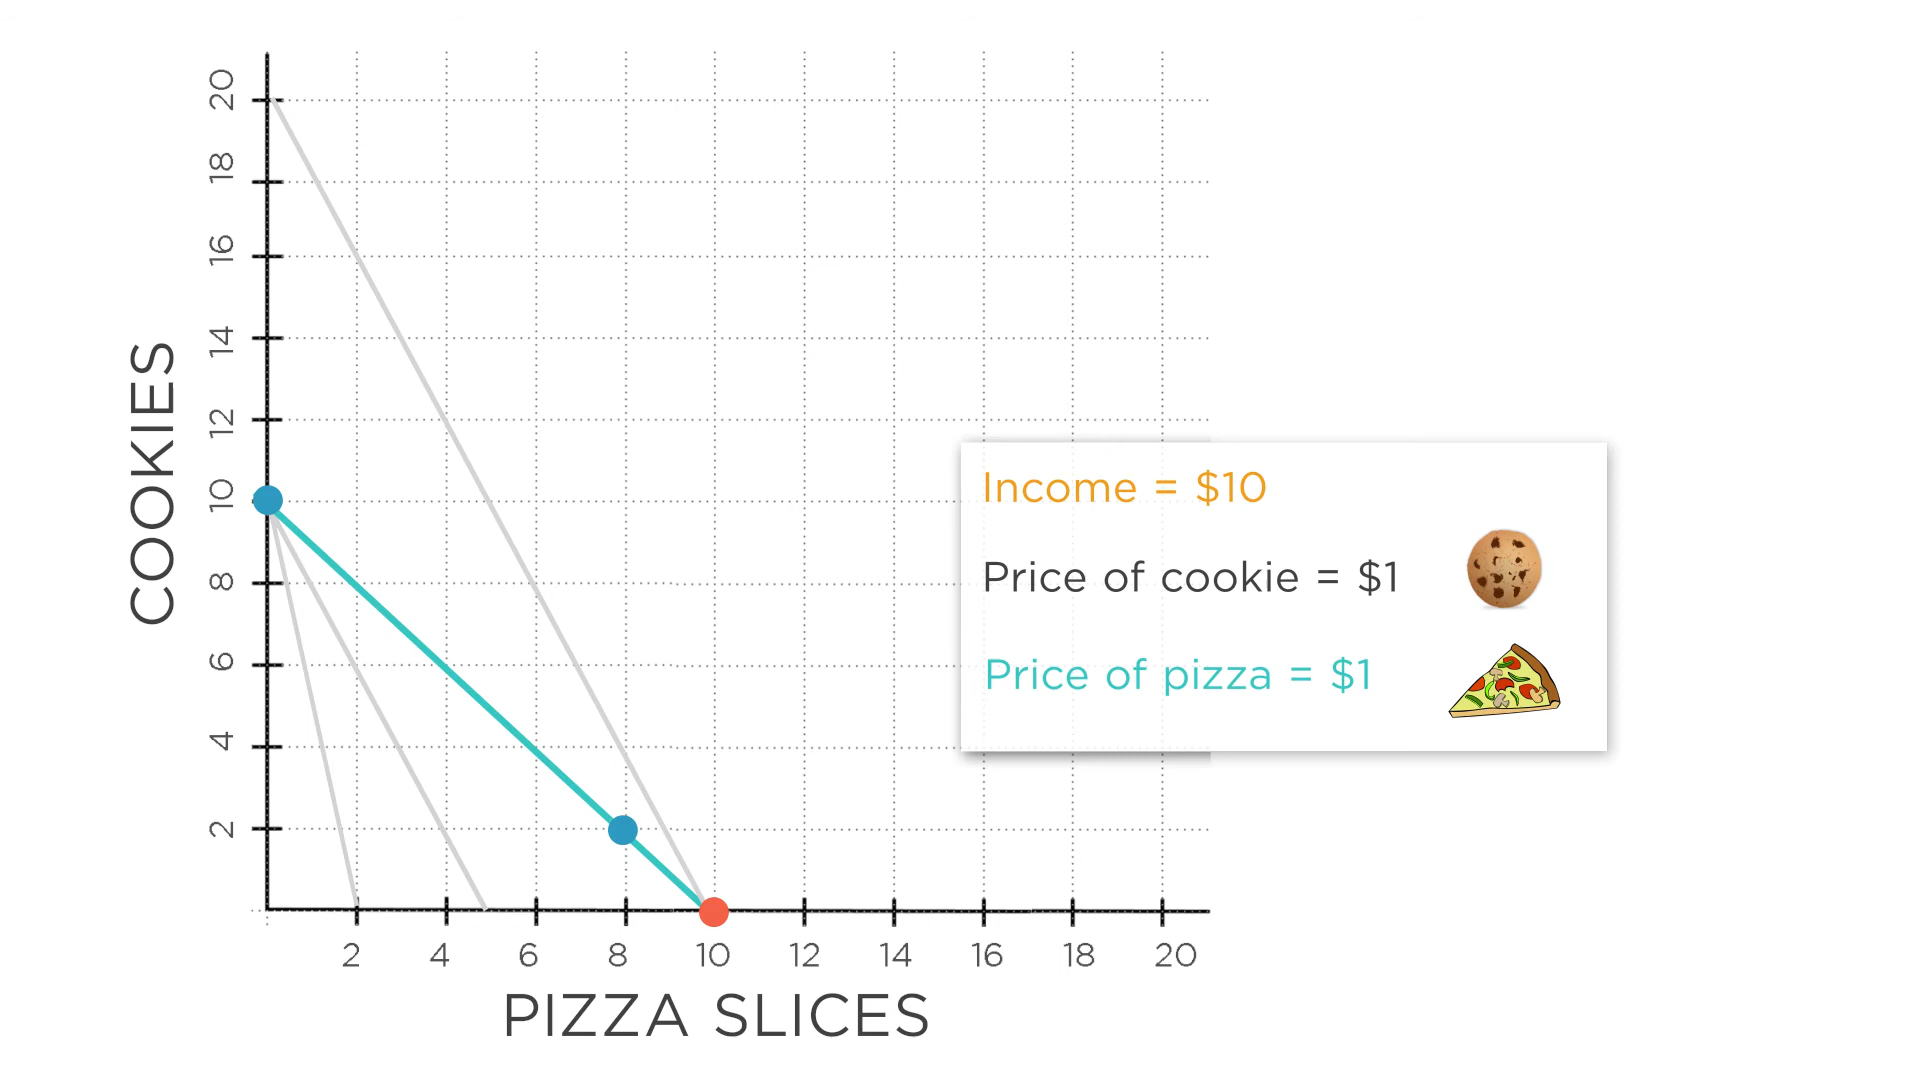 COOKIES
20
18
16
14
12
10
8
6
4
2
Income = $10
Price of cookie = $1
Price of pizza = $1
2 4 6 8 10 12 14 16 18 20
PIZZA SLICES